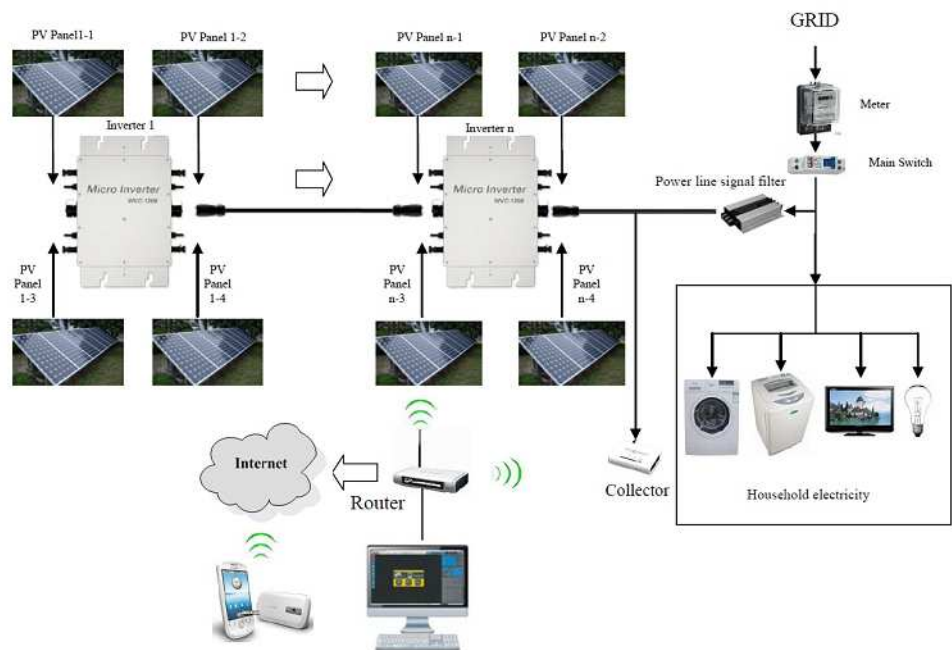 PV Panel1-1
PV Panel 1-2
PV Panel n-1
PV Panel n-2
GRID
Meter
Main Switch
Inverter 1
Inverter n
Micro Inverter
Micro Inverter
Power line signal filter
PV
Panel
1-3
PV
Panel
1-4
PV
Panel
n-3
PV
Panel
n-4
Internet
Router
Collector
Household electricity